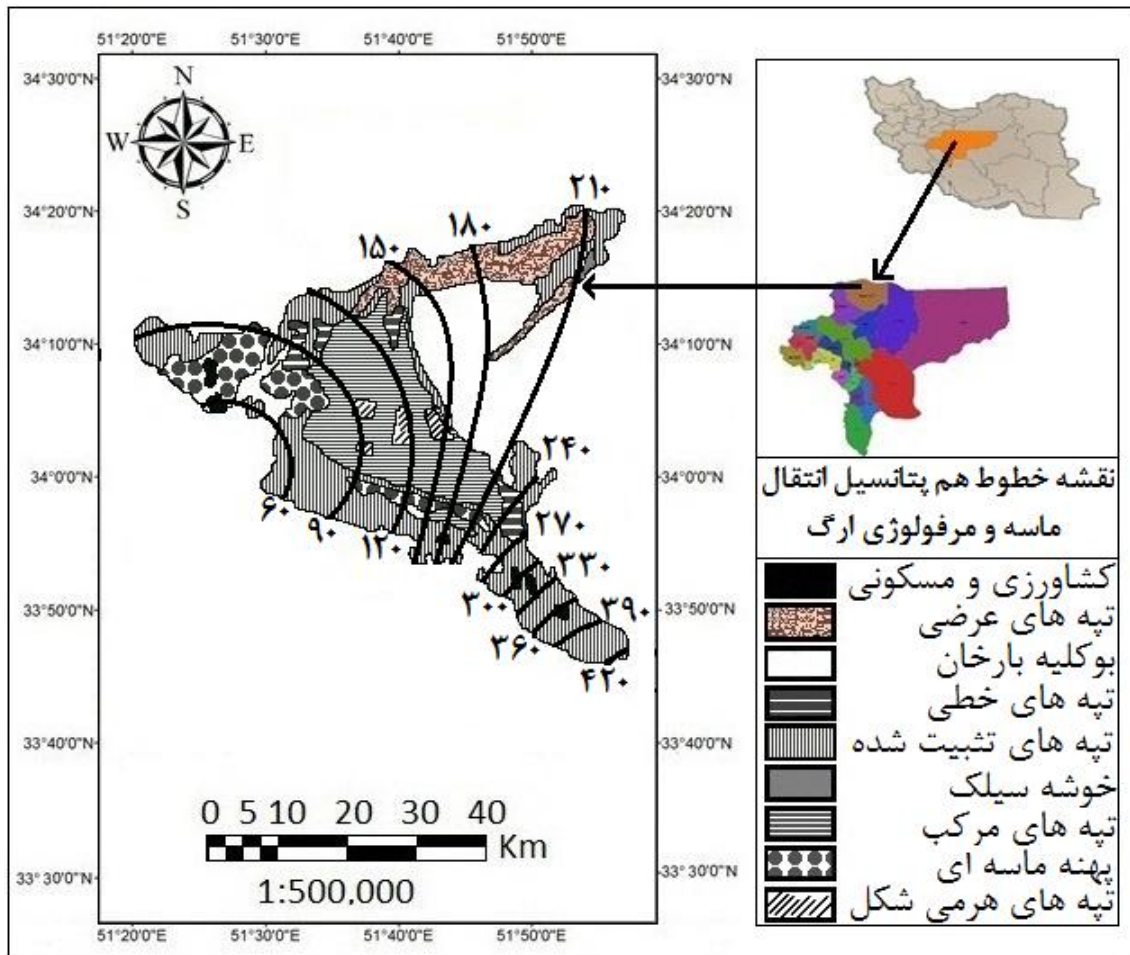 51°20'0"E 51°30'0"E 51°40'0"E 51°50'0"E
34°30'0"N 34°30'0"N
N
W E
S
34°20'0"N ۲۱۰ 34°20'0"N
۱۸۰
۱۵۰
34°10'0"N 34°10'0"N
34°0'0"N ۲۴۰ 34°0'0"N
۶۰
۹۰
۱۲۰
۲۷۰
۳۳۰
33°50'0"N ۳۰۰ ۳۹۰ 33°50'0"N
۳۶۰
۴۲۰
33°40'0"N 33°40'0"N
0 5 10 20 30 40
Km
1:500,000
33°30'0"N 33°30'0"N
51°20'0"E 51°30'0"E 51°40'0"E 51°50'0"E
نقشه خطوط هم پتانسیل انتقال
ماسه و مرفولوژی ارگ
کشاورزی و مسکونی
تپه های عرضی
بوکلیه بارخان
تپه های خطی
تپه های تثبیت شده
خوشه سیلک
تپه های مرکب
پهنه ماسه ای
تپه های هرمی شکل